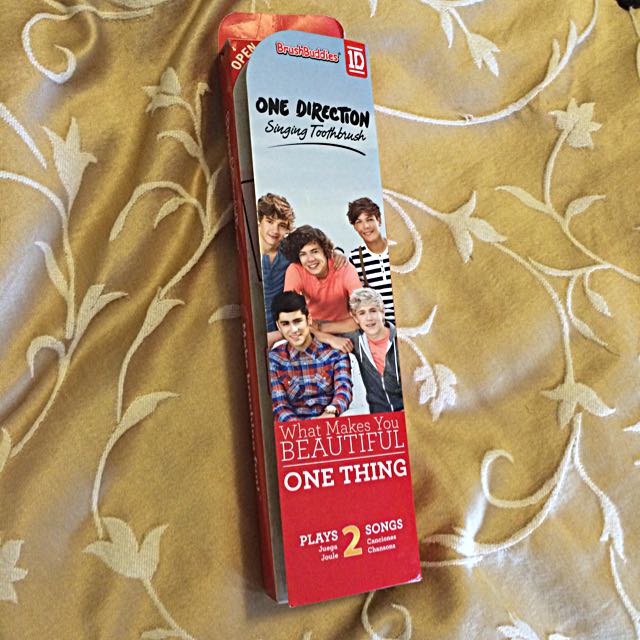 OPEN
BrushBuddies®
1D
ONE DIRECTION
Singing Toothbrush
What Makes You
BEAUTIFUL
ONE THING
PLAYS 2 SONGS
Juega Canciones
Joule Chansons